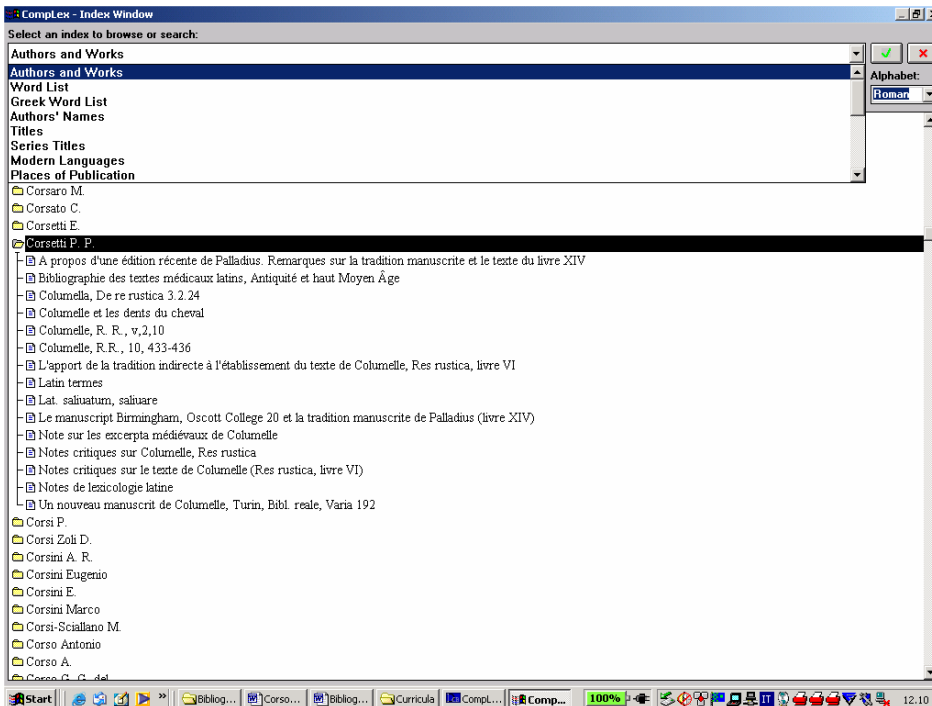 CompLex - Index Window
Select an index to browse or search:
Authors and Works
Authors and Works
Alphabet:
Word List
Roman
Greek Word List
Authors' Names
Titles
Series Titles
Modern Languages
Places of Publication
Corsaro M.
Corsato C.
Corsetti E.
Corsetti P. P.
A propos d'une édition récente de Palladius. Remarques sur la tradition manuscrite et le texte du livre XIV
Bibliographie des textes médicaux latins, Antiquité et haut Moyen Âge
Columella, De re rustica 3.2.24
Columelle et les dents du cheval
Columelle, R. R., v,2,10
Columelle, R.R., 10, 433-436
L'apport de la tradition indirecte à l'établissement du texte de Columelle, Res rustica, livre VI
Latin termes
Lat. saliuatum, saliuare
Le manuscript Birmingham, Oscott College 20 et la tradition manuscrite de Palladius (livre XIV)
Note sur les excerpta médiévaux de Columelle
Notes critiques sur Columelle, Res rustica
Notes critiques sur le texte de Columelle (Res rustica, livre VI)
Notes de lexicologie latine
Un nouveau manuscrit de Columelle, Turin, Bibl. reale, Varia 192
Corsi P.
Corsi Zoli D.
Corsini A. R.
Corsini Eugenio
Corsini E.
Corsini Marco
Corsi-Sciallano M.
Corso Antonio
Corso A.
Corso G. G. del
Start » Bibliog... Corso... Bibliog... Curricula CompL... Comp... 100% IT 12.10